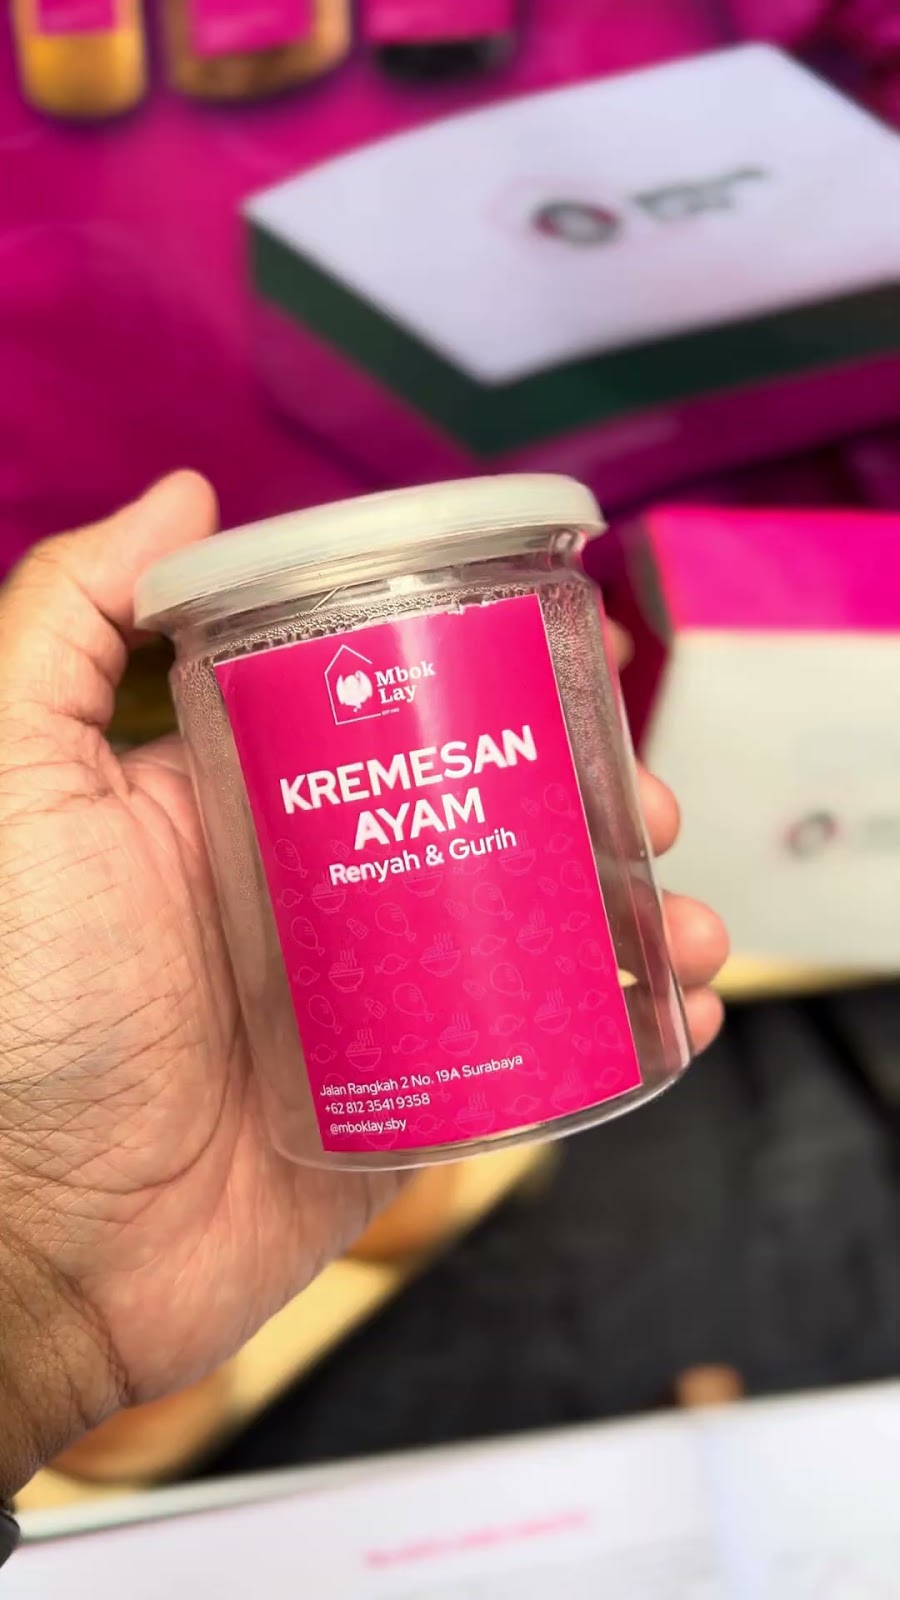 Mbok
Lay
KREMESAN
AYAM
Renyah & Gurih
Jalan Rangkah 2 No. 19A Surabaya
+62 812 3541 9358
@mboklay.sby